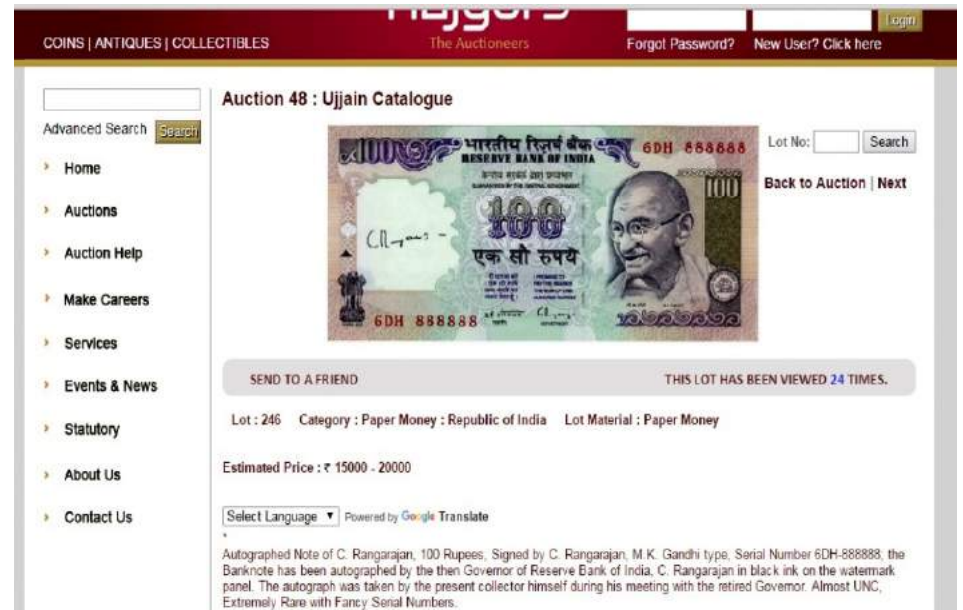 Login
COINS | ANTIQUES | COLLECTIBLES
The Auctioneers
Forgot Password? New User? Click here
Auction 48 : Ujjain Catalogue
Advanced Search Search
Home
Auctions
Auction Help
Make Careers
Services
Events & News
Statutory
About Us
Contact Us
100 भारतीय रिज़र्व बैंक 6DH 888888
RESERVE BANK OF INDIA
100
100
एक सौ रुपये
6DH 888888
Lot No: Search
Back to Auction | Next
SEND TO A FRIEND THIS LOT HAS BEEN VIEWED 24 TIMES.
Lot : 246 Category : Paper Money : Republic of India Lot Material : Paper Money
Estimated Price : ₹ 15000 - 20000
Select Language ▼ Powered by Google Translate
*
Autographed Note of C. Rangarajan, 100 Rupees, Signed by C. Rangarajan, M.K. Gandhi type, Serial Number 6DH-888888, the
Banknote has been autographed by the then Governor of Reserve Bank of India, C. Rangarajan in black ink on the watermark
panel. The autograph was taken by the present collector himself during his meeting with the retired Governor. Almost UNC,
Extremely Rare with Fancy Serial Numbers.